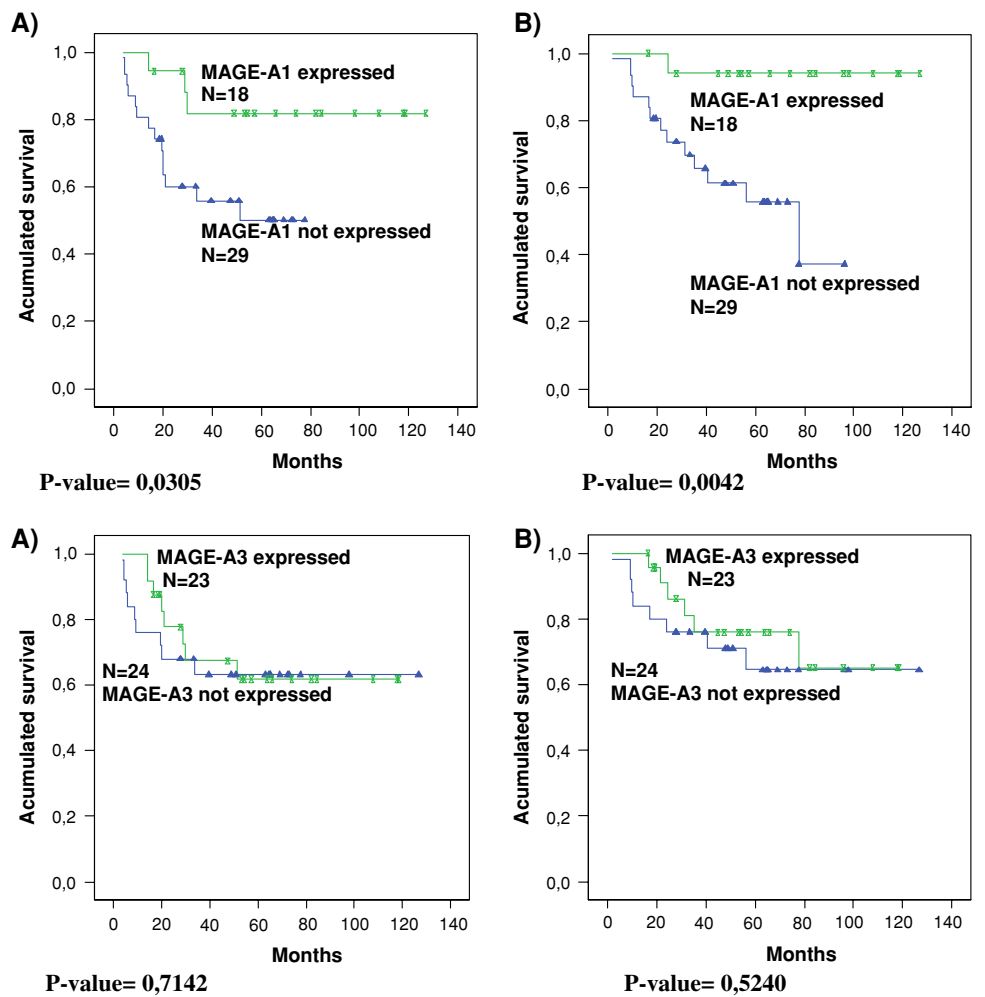 A)
Acumulated survival
1,0
0,8
0,6
0,4
0,2
0,0
MAGE-A1 expressed
N=18
MAGE-A1 not expressed
N=29
0 20 40 60 80 100 120 140
Months
P-value= 0,0305
B)
Acumulated survival
1,0
0,8
0,6
0,4
0,2
0,0
MAGE-A1 expressed
N=18
MAGE-A1 not expressed
N=29
0 20 40 60 80 100 120 140
Months
P-value= 0,0042
A)
Acumulated survival
1,0
0,8
0,6
0,4
0,2
0,0
MAGE-A3 expressed
N=23
N=24
MAGE-A3 not expressed
0 20 40 60 80 100 120 140
Months
P-value= 0,7142
B)
Acumulated survival
1,0
0,8
0,6
0,4
0,2
0,0
MAGE-A3 expressed
N=23
N=24
MAGE-A3 not expressed
0 20 40 60 80 100 120 140
Months
P-value= 0,5240